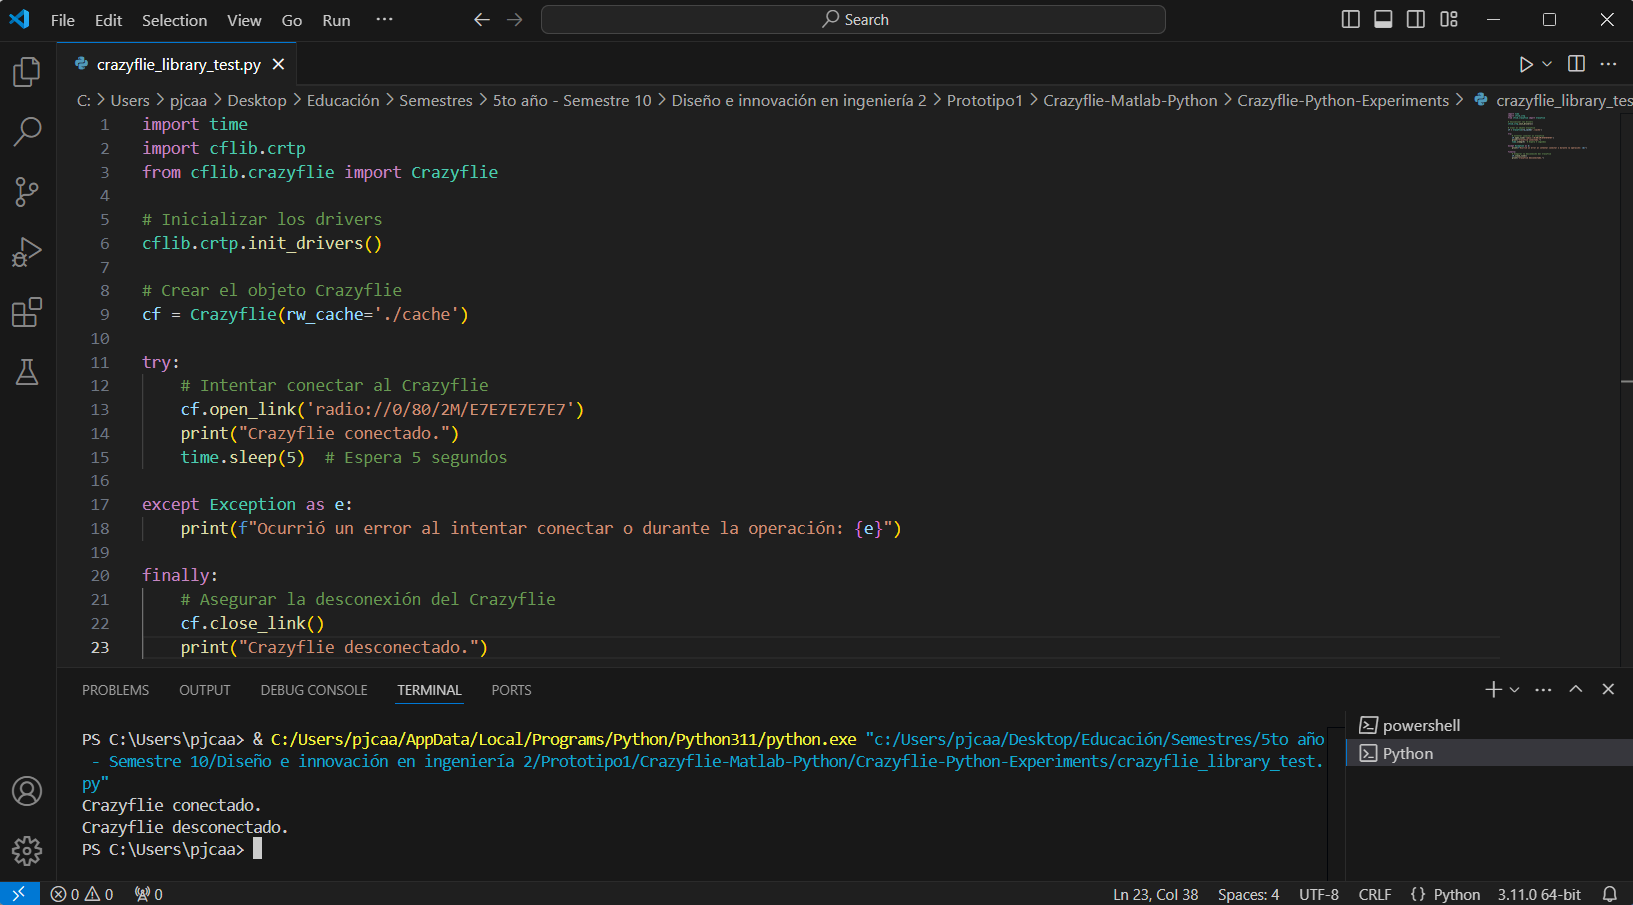 File Edit Selection View Go Run ··· Search
crazyflie_library_test.py
C: > Users > pjcaa > Desktop > Educación > Semestres > 5to año - Semestre 10 > Diseño e innovación en ingeniería 2 > Prototipo1 > Crazyflie-Matlab-Python > Crazyflie-Python-Experiments > crazyflie_library_tes
1 import time
2 import cflib.crtp
3 from cflib.crazyflie import Crazyflie
4
5 # Inicializar los drivers
6 cflib.crtp.init_drivers()
7
8 # Crear el objeto Crazyflie
9 cf = Crazyflie(rw_cache='./cache')
10
11 try:
12 # Intentar conectar al Crazyflie
13 cf.open_link('radio://0/80/2M/E7E7E7E7E7')
14 print("Crazyflie conectado.")
15 time.sleep(5) # Espera 5 segundos
16
17 except Exception as e:
18 print(f"Ocurrió un error al intentar conectar o durante la operación: {e}")
19
20 finally:
21 # Asegurar la desconexión del Crazyflie
22 cf.close_link()
23 print("Crazyflie desconectado.")
PROBLEMS OUTPUT DEBUG CONSOLE TERMINAL PORTS
PS C:\Users\pjcaa> & C:/Users/pjcaa/AppData/Local/Programs/Python/Python311/python.exe "c:/Users/pjcaa/Desktop/Educación/Semestres/5to año
- Semestre 10/Diseño e innovación en ingeniería 2/Prototipo1/Crazyflie-Matlab-Python/Crazyflie-Python-Experiments/crazyflie_library_test.
py"
Crazyflie conectado.
Crazyflie desconectado.
PS C:\Users\pjcaa>
powershell
Python
0 0 0 Ln 23, Col 38 Spaces: 4 UTF-8 CRLF {} Python 3.11.0 64-bit